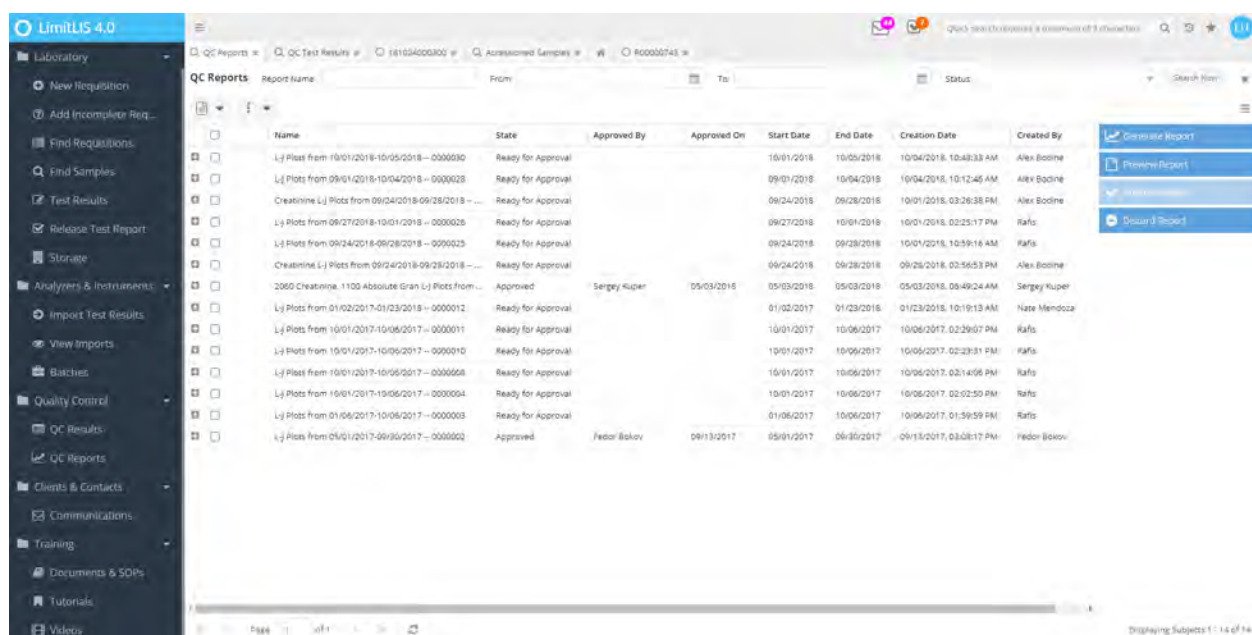 LimitLIS 4.0
Quick search requires a minimum of 3 characters
QC Reports
QC Test Results
181024000300
Accessioned Samples
R00000743
Laboratory
New Requisition
Add Incomplete Req...
Find Requisitions
Find Samples
Test Results
Release Test Report
Storage
Analyzers & Instruments
Import Test Results
View Imports
Batches
Quality Control
QC Results
QC Reports
Clients & Contacts
Communications
Training
Documents & SOPs
Tutorials
Videos
QC Reports Report Name From: To: Status
Search Now
Name State Approved By Approved On Start Date End Date Creation Date Created By
L-J Plots from 10/01/2018-10/05/2018 -- 0000030 Ready for Approval 10/01/2018 10/05/2018 10/04/2018, 10:48:33 AM Alex Bodine
L-J Plots from 09/01/2018-10/04/2018 -- 0000028 Ready for Approval 09/01/2018 10/04/2018 10/04/2018, 10:12:46 AM Alex Bodine
Creatinine L-J Plots from 09/24/2018-09/28/2018 -- ... Ready for Approval 09/24/2018 09/28/2018 10/01/2018, 03:26:38 PM Alex Bodine
L-J Plots from 09/27/2018-10/01/2018 -- 0000026 Ready for Approval 09/27/2018 10/01/2018 10/01/2018, 02:25:17 PM Rafis
L-J Plots from 09/24/2018-09/28/2018 -- 0000025 Ready for Approval 09/24/2018 09/28/2018 10/01/2018, 10:59:16 AM Rafis
Creatinine L-J Plots from 09/24/2018-09/28/2018 -- ... Ready for Approval 09/24/2018 09/28/2018 09/28/2018, 02:56:53 PM Alex Bodine
2060 Creatinine, 1100 Absolute Gran L-J Plots from ... Approved Sergey Kuper 05/03/2018 05/03/2018 05/03/2018 05/03/2018, 06:49:24 AM Sergey Kuper
L-J Plots from 01/02/2017-01/23/2018 -- 0000012 Ready for Approval 01/02/2017 01/23/2018 01/23/2018, 10:19:13 AM Nate Mendoza
L-J Plots from 10/01/2017-10/06/2017 -- 0000011 Ready for Approval 10/01/2017 10/06/2017 10/06/2017, 02:29:07 PM Rafis
L-J Plots from 10/01/2017-10/06/2017 -- 0000010 Ready for Approval 10/01/2017 10/06/2017 10/06/2017, 02:23:31 PM Rafis
L-J Plots from 10/01/2017-10/06/2017 -- Ready for Approval 10/01/2017 10/06/2017 10/06/2017, 02:14:06 PM Rafis
L-J Plots from 10/01/2017-10/06/2017 -- 0000004 Ready for Approval 10/01/2017 10/06/2017 10/06/2017, 02:02:50 PM Rafis
L-J Plots from 01/06/2017-10/06/2017 -- 0000003 Ready for Approval 01/06/2017 10/06/2017 10/06/2017, 01:59:59 PM Rafis
L-J Plots from 05/01/2017-09/30/2017 -- 0000002 Approved Fedor Bokov 09/13/2017 05/01/2017 09/30/2017 09/13/2017, 03:08:17 PM Fedor Bokov
Generate Report
Preview Report
Discard Report
Page 1 of 1
Displaying Subjects 1 - 14 of 14